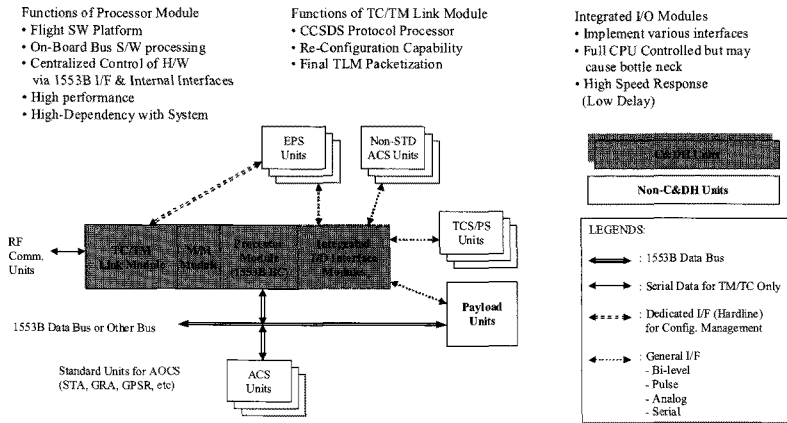 Functions of Processor Module
• Flight SW Platform
• On-Board Bus S/W processing
• Centralized Control of H/W
via 1553B I/F & Internal Interfaces
• High performance
• High-Dependency with System
Functions of TC/TM Link Module
• CCSDS Protocol Processor
• Re-Configuration Capability
• Final TLM Packetization
Integrated I/O Modules
• Implement various interfaces
• Full CPU Controlled but may
cause bottle neck
• High Speed Response
(Low Delay)
C&DH Units
Non-C&DH Units
EPS
Units
Non-STD
ACS Units
TCS/PS
Units
RF
Comm.
Units
TC/TM
Link Module
MM
Module
Processor
Module
(1553B BC)
Integrated
I/O Interface
Modules
Payload
Units
1553B Data Bus or Other Bus
Standard Units for AOCS
(STA, GRA, GPSR, etc)
ACS
Units
LEGENDS:
: 1553B Data Bus
: Serial Data for TM/TC Only
: Dedicated I/F (Hardline)
for Config. Management
: General I/F
- Bi-level
- Pulse
- Analog
- Serial